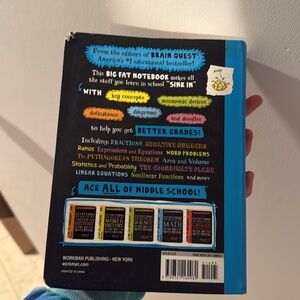 From the editors of BRAIN QUEST,
America's #1 educational bestseller!
This BIG FAT NOTEBOOK makes all
the stuff you learn in school "SINK IN"
WITH
key concepts
mnemonic devices
definitions
diagrams
and doodles
to help you get BETTER GRADES!
Including: FRACTIONS NEGATIVE NUMBERS
Ratios Expressions and Equations WORD PROBLEMS
The PYTHAGOREAN THEOREM Area and Volume
Statistics and Probability THE COORDINATE PLANE
LINEAR EQUATIONS Nonlinear Functions and more
ACE ALL OF MIDDLE SCHOOL!
WORLD HISTORY
SCIENCE
MATH
WORKMAN PUBLISHING • NEW YORK
workman.com